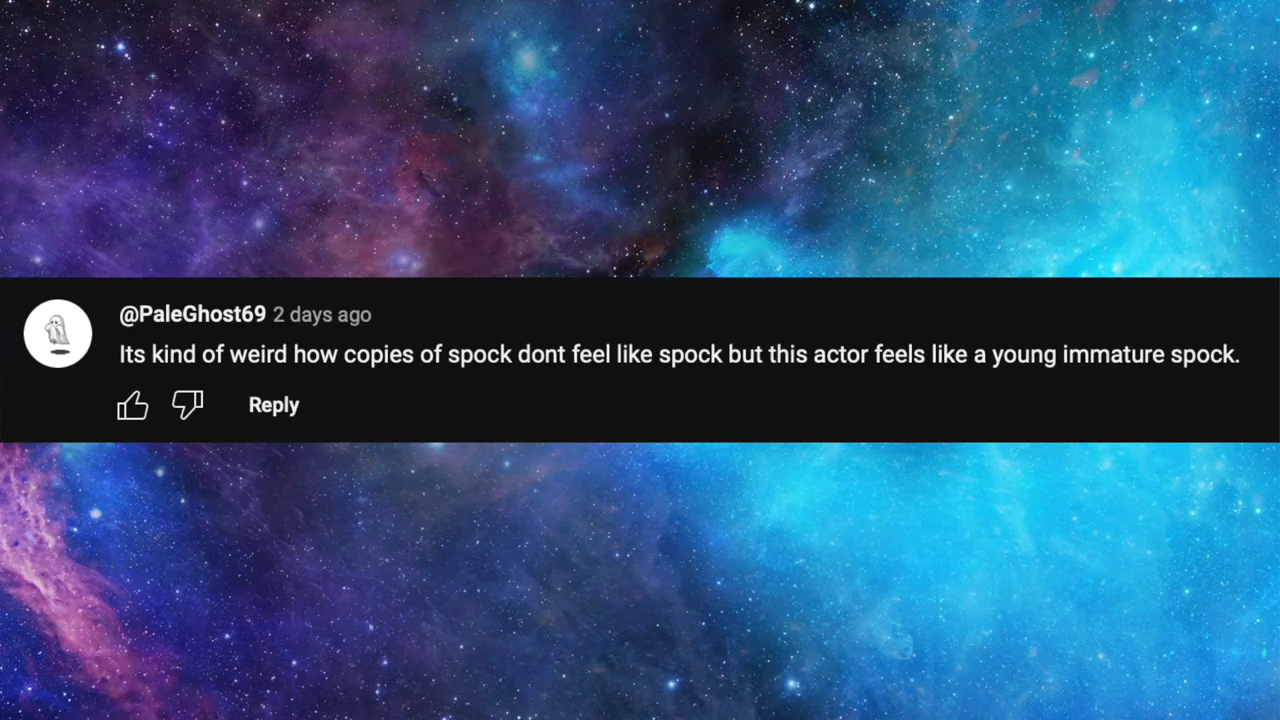 @PaleGhost69 2 days ago
Its kind of weird how copies of spock dont feel like spock but this actor feels like a young immature spock.
Reply